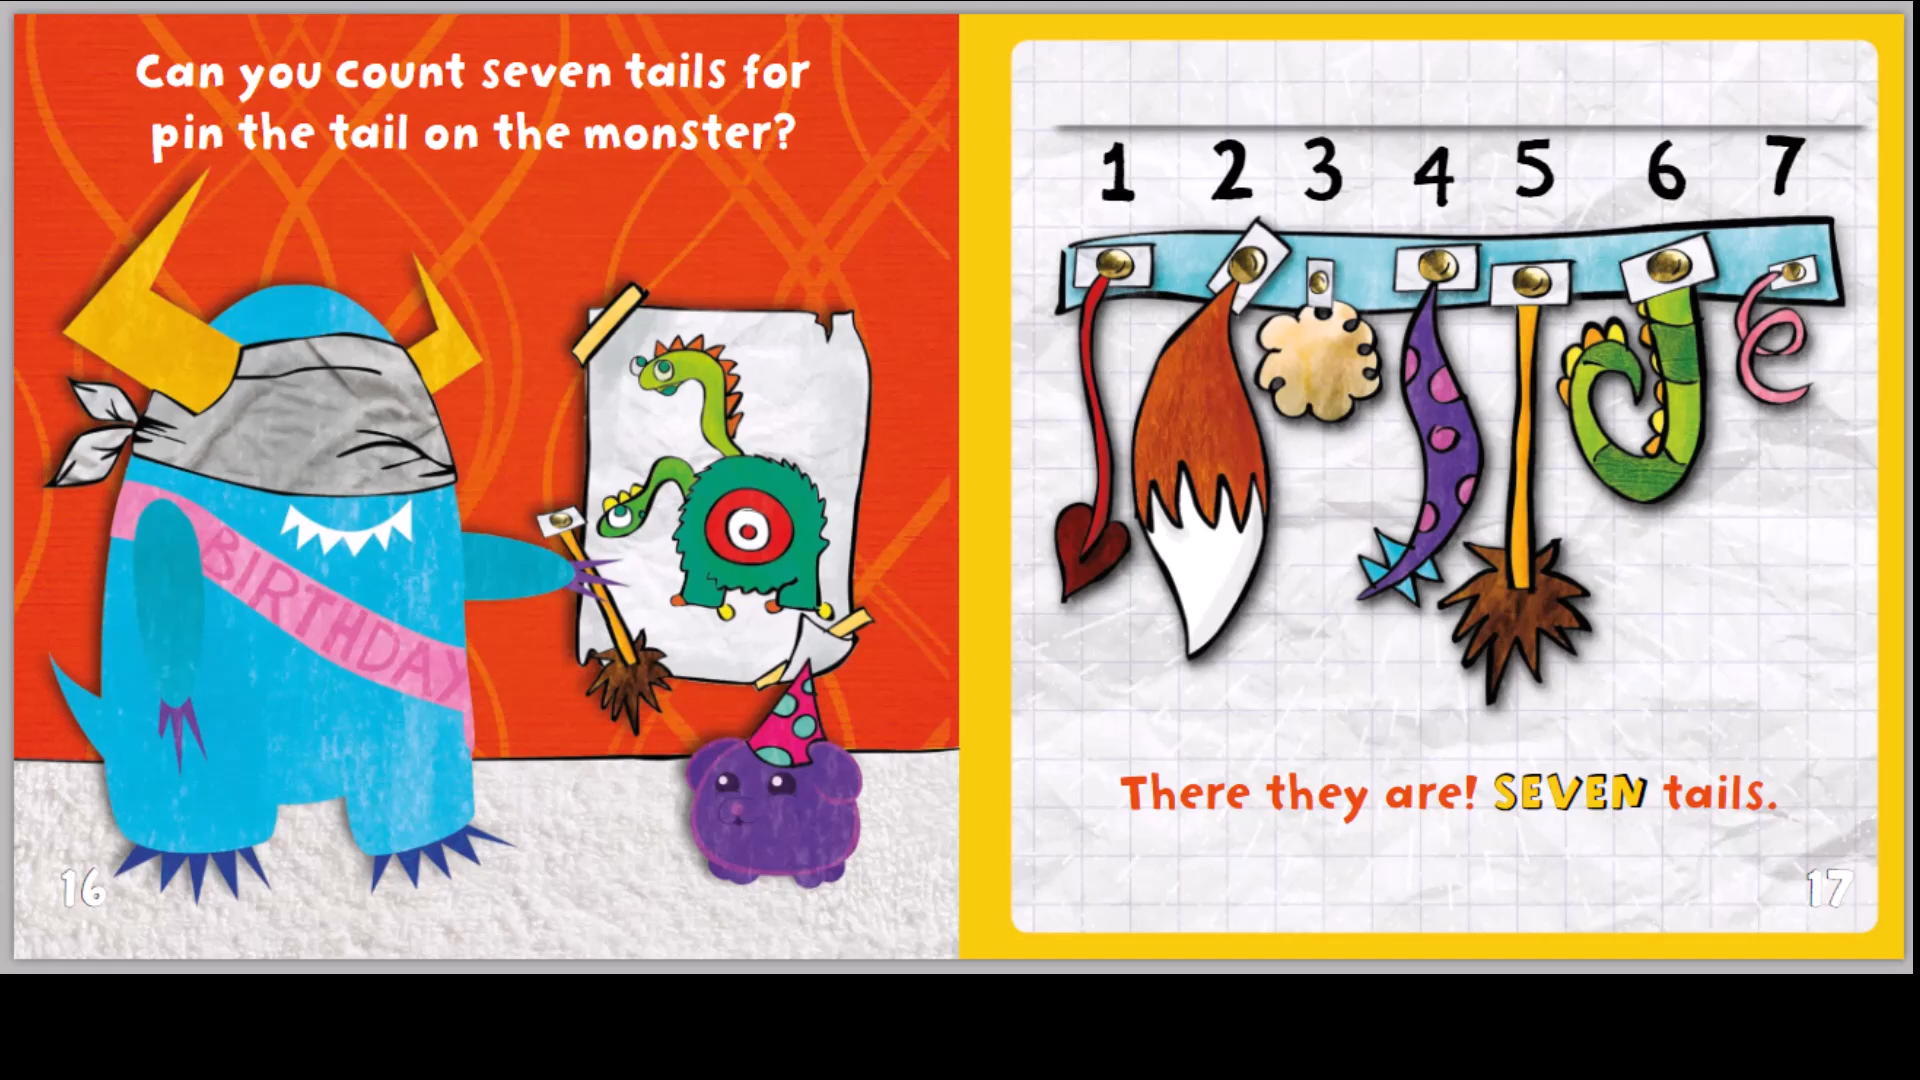 Can you count seven tails for
pin the tail on the monster?
BIRTHDAY
16
1 2 3 4 5 6 7
There they are! SEVEN tails.
17